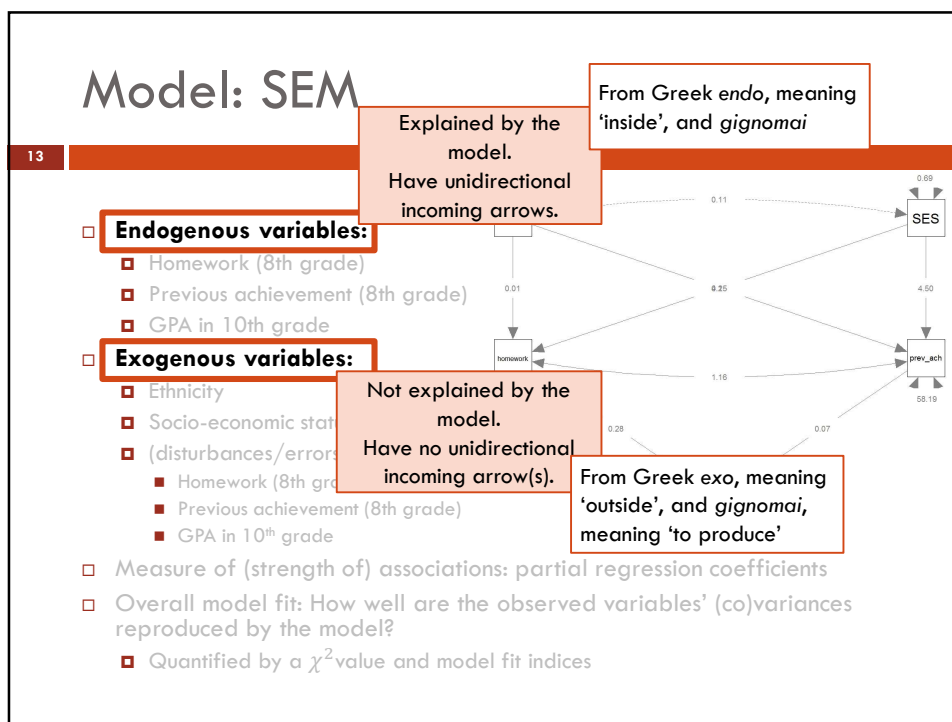 Model: SEM
13
From Greek endo, meaning
‘inside’, and gignomai
Explained by the
model.
Have unidirectional
incoming arrows.
Endogenous variables:
Homework (8th grade)
Previous achievement (8th grade)
GPA in 10th grade
Exogenous variables:
Ethnicity
Socio-economic
(disturbances/errors
Homework (8th
Previous achievement (8th grade)
GPA in 10th grade
Not explained by the
model.
Have no unidirectional
incoming arrow(s).
From Greek exo, meaning
‘outside’, and gignomai,
meaning ‘to produce’
Measure of (strength of) associations: partial regression coefficients
Overall model fit: How well are the observed variables’ (co)variances
reproduced by the model?
Quantified by a χ² value and model fit indices
0.69
0.11
SES
0.01
4.50
homework
prev_ach
1.16
58.19
0.28
0.07